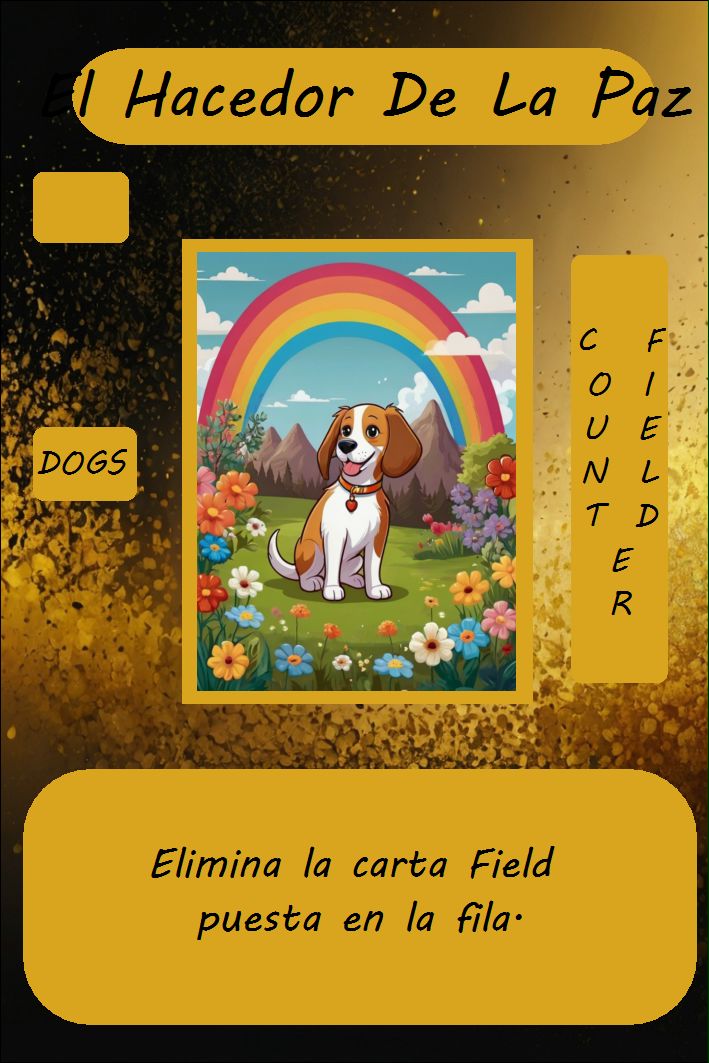 El Hacedor De La Paz
DOGS
COUNTER
FIELD
Elimina la carta Field
puesta en la fila.